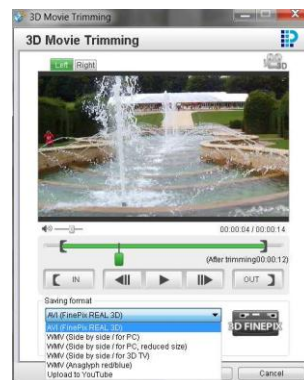 3D Movie Trimming
3D Movie Trimming
Left Right
3D
00:00:04 / 00:00:14
(After trimming00:00:12)
IN
OUT
Saving format
AVI (FinePix REAL 3D)
AVI (FinePix REAL 3D)
WMV (Side by side / for PC)
WMV (Side by side / for PC, reduced size)
WMV (Side by side / for 3D TV)
WMV (Anaglyph red/blue)
Upload to YouTube
3D FINEPIX
Cancel